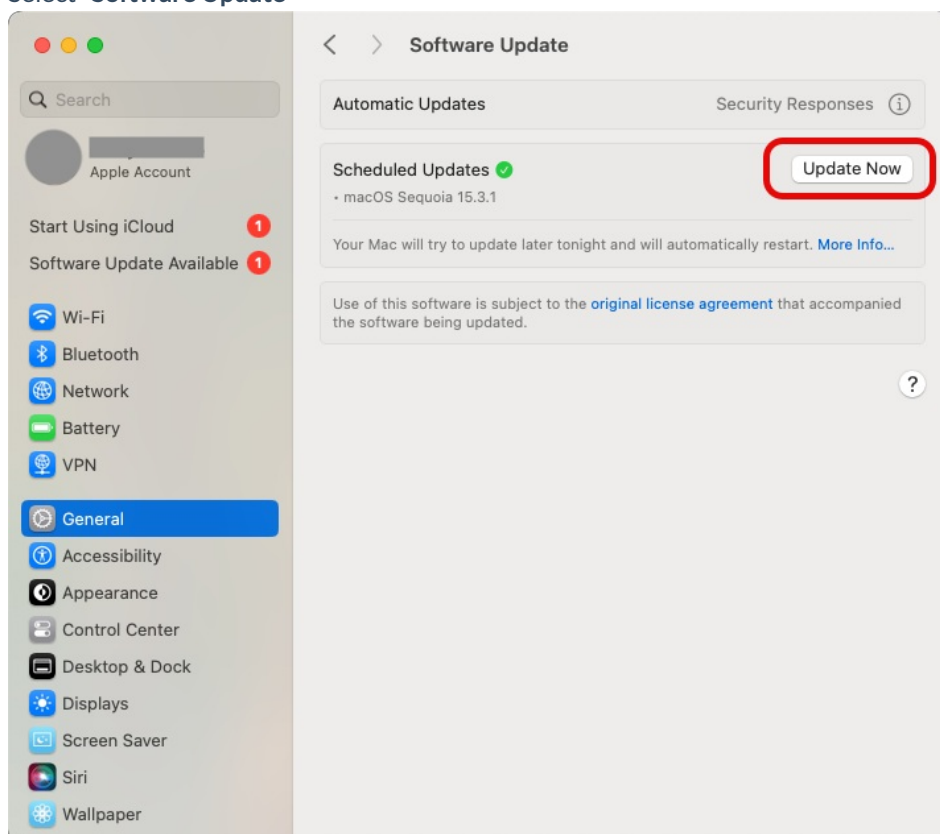 Select "Software Update"
Software Update
Search
Automatic Updates
Security Responses
Apple Account
Scheduled Updates
Update Now
• macOS Sequoia 15.3.1
Start Using iCloud 1
Your Mac will try to update later tonight and will automatically restart. More Info...
Software Update Available 1
Use of this software is subject to the original license agreement that accompanied
the software being updated.
Wi-Fi
Bluetooth
?
Network
Battery
VPN
General
Accessibility
Appearance
Control Center
Desktop & Dock
Displays
Screen Saver
Siri
Wallpaper